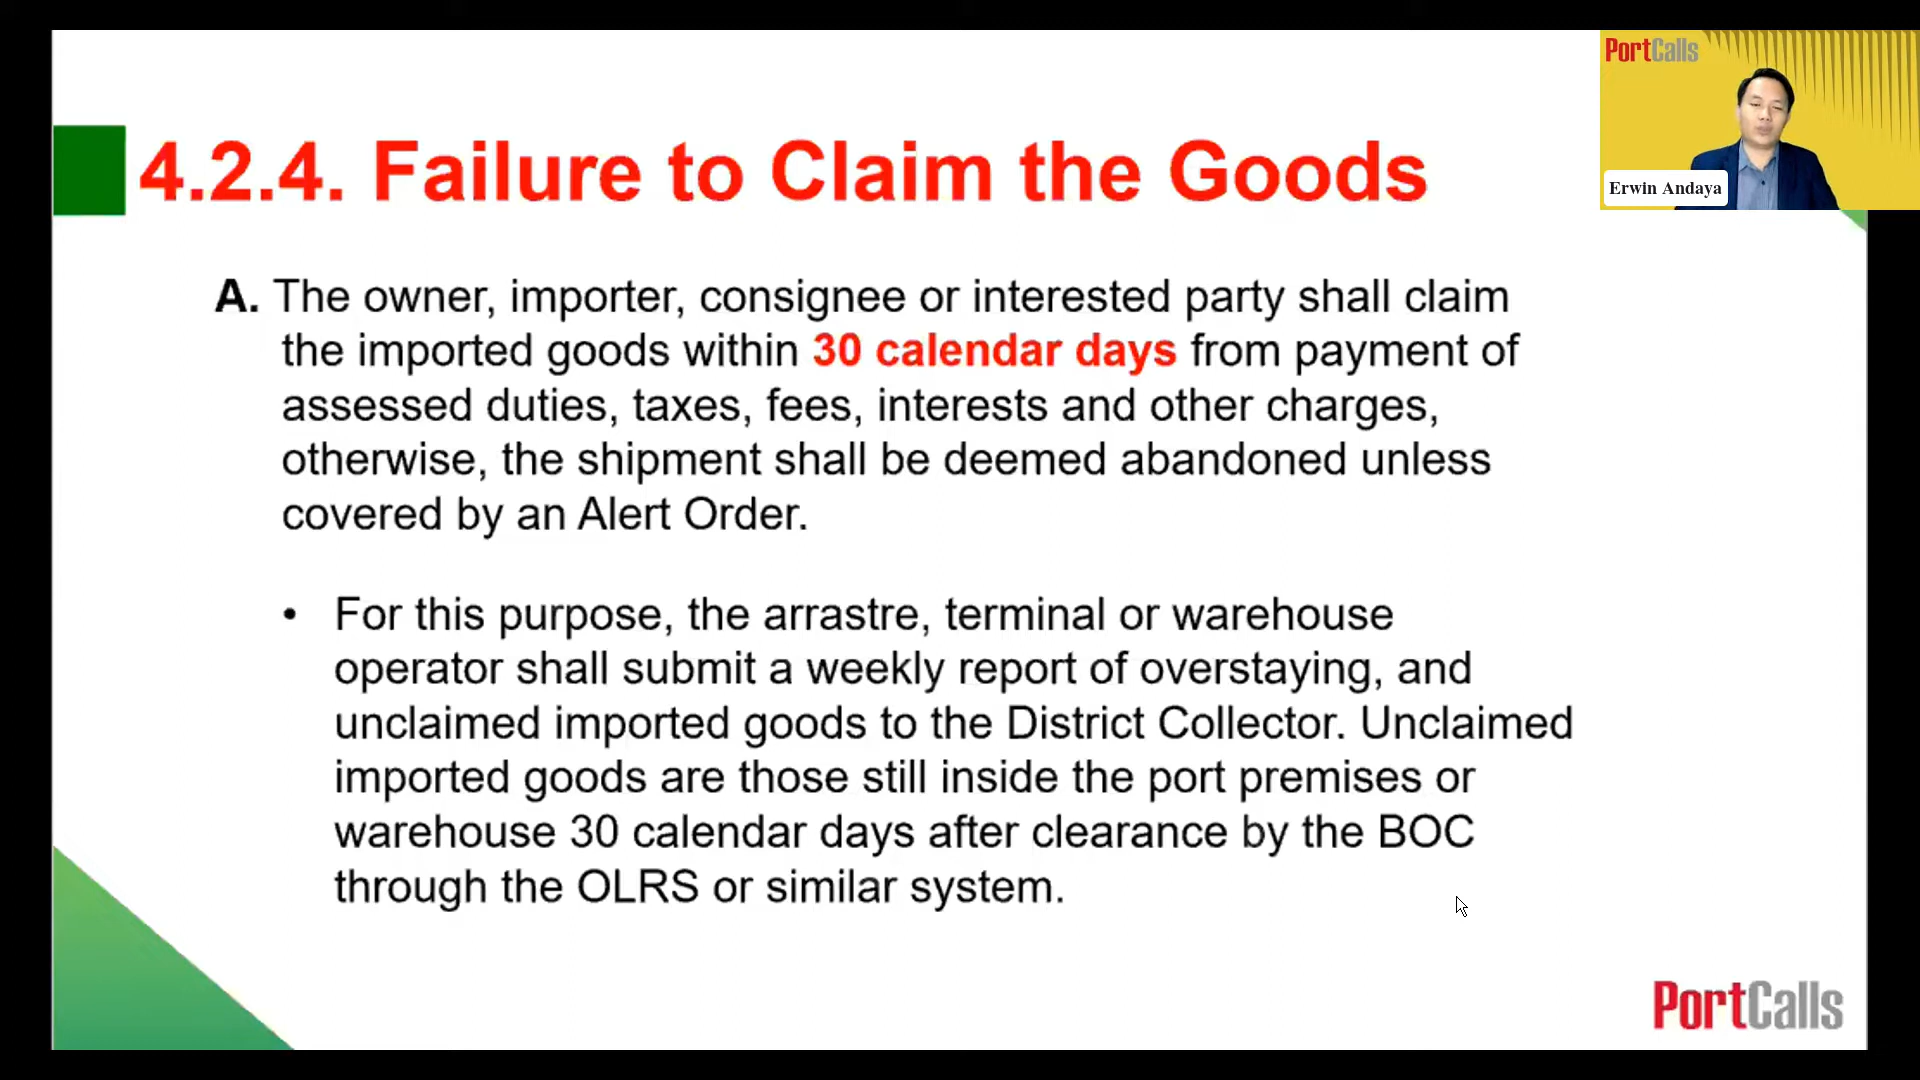 PortCalls
Erwin Andaya
4.2.4. Failure to Claim the Goods
A. The owner, importer, consignee or interested party shall claim
the imported goods within 30 calendar days from payment of
assessed duties, taxes, fees, interests and other charges,
otherwise, the shipment shall be deemed abandoned unless
covered by an Alert Order.
• For this purpose, the arrastre, terminal or warehouse
operator shall submit a weekly report of overstaying, and
unclaimed imported goods to the District Collector. Unclaimed
imported goods are those still inside the port premises or
warehouse 30 calendar days after clearance by the BOC
through the OLRS or similar system.
PortCalls